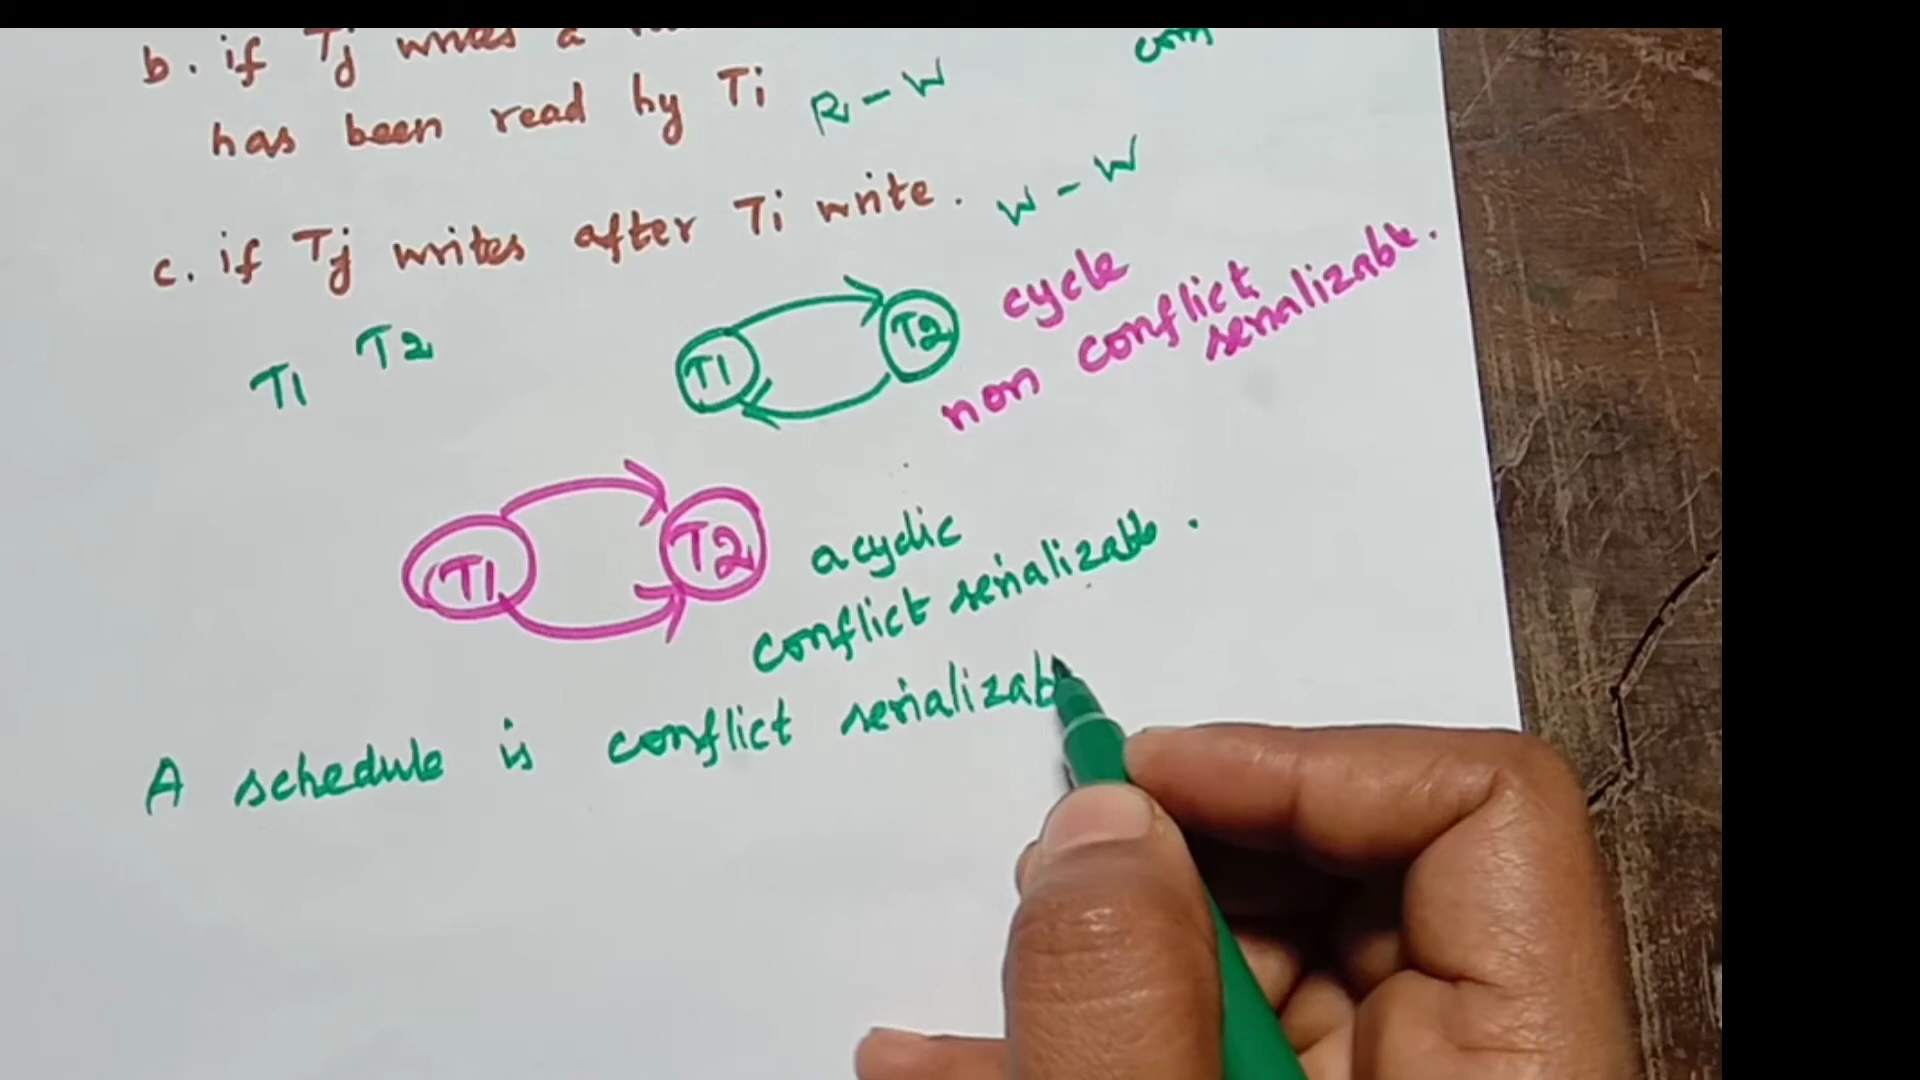 b. if Tj writes a
has been read by Ti R-W
c. if Tj writes after Ti write. W-W
T1 T2
T1 T2 cycle
non conflict
serializable.
T1 T2 acyclic
conflict serializable.
A schedule is conflict serializab